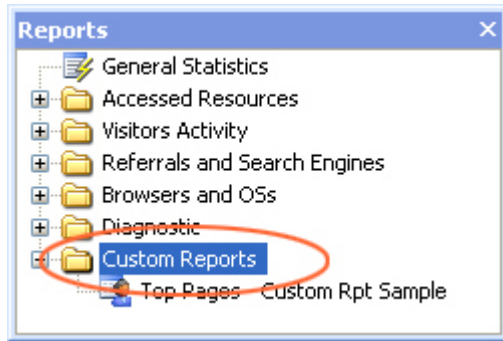 Reports
General Statistics
Accessed Resources
Visitors Activity
Referrals and Search Engines
Browsers and OSs
Diagnostic
Custom Reports
Top Pages - Custom Rpt Sample